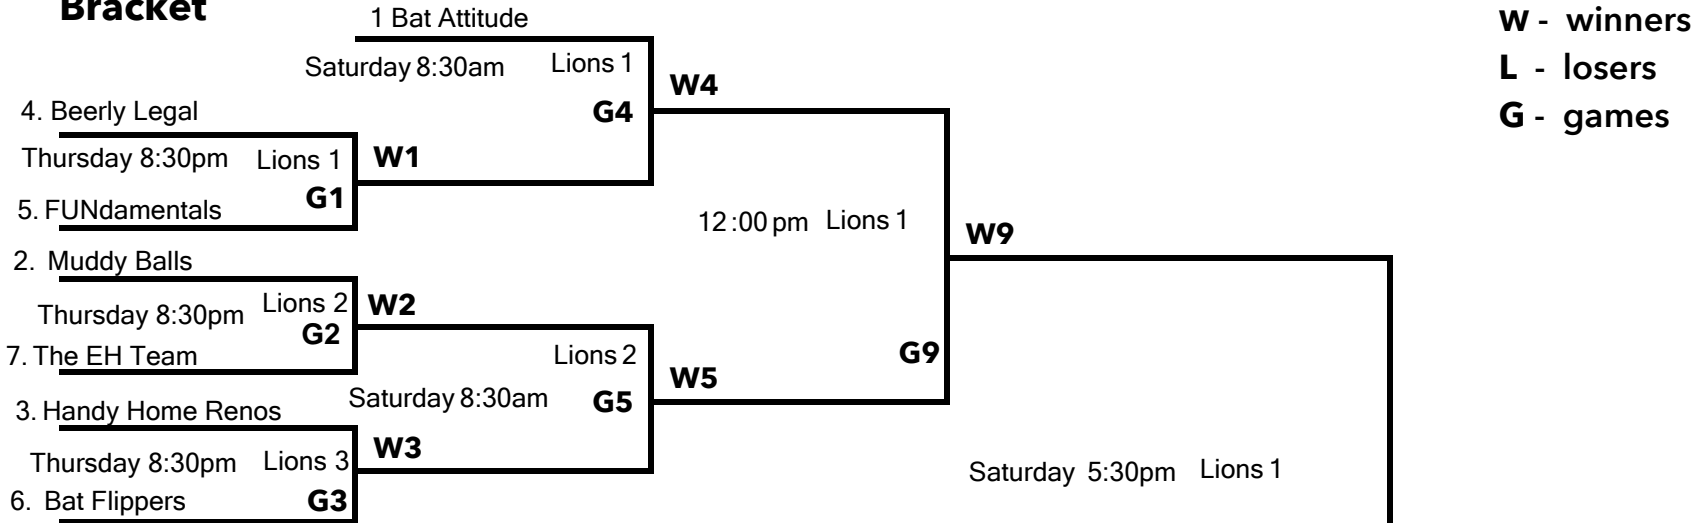 Bracket
1 Bat Attitude
Saturday 8:30am Lions 1
G4
W4
4. Beerly Legal
Thursday 8:30pm Lions 1
G1
W1
5. FUNdamentals
12:00 pm Lions 1
W9
2. Muddy Balls
Thursday 8:30pm Lions 2
G2
W2
7. The EH Team
Lions 2
G9
Saturday 8:30am G5
W5
3. Handy Home Renos
W3
Thursday 8:30pm Lions 3
6. Bat Flippers G3
Saturday 5:30pm Lions 1
W - winners
L - losers
G - games